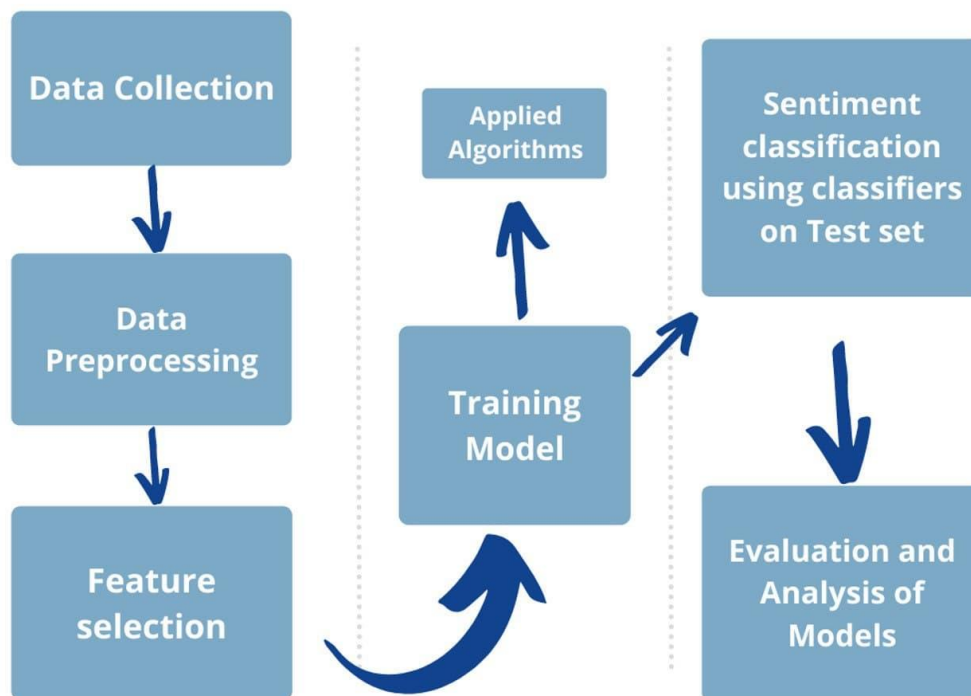 Data Collection
Data
Preprocessing
Feature
selection
Applied
Algorithms
Training
Model
Sentiment
classification
using classifiers
on Test set
Evaluation and
Analysis of
Models